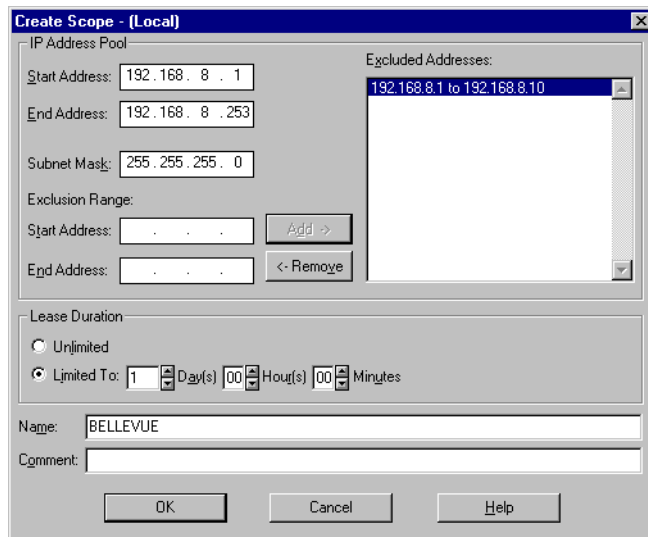 Create Scope - (Local)
IP Address Pool
Start Address: 192.168. 8 . 1
End Address: 192.168. 8 .253
Subnet Mask: 255.255.255. 0
Exclusion Range:
Start Address: . . .
End Address: . . .
Add ->
<- Remove
Excluded Addresses:
192.168.8.1 to 192.168.8.10
Lease Duration
Unlimited
Limited To: 1 Day(s) 00 Hour(s) 00 Minutes
Name: BELLEVUE
Comment:
OK Cancel Help